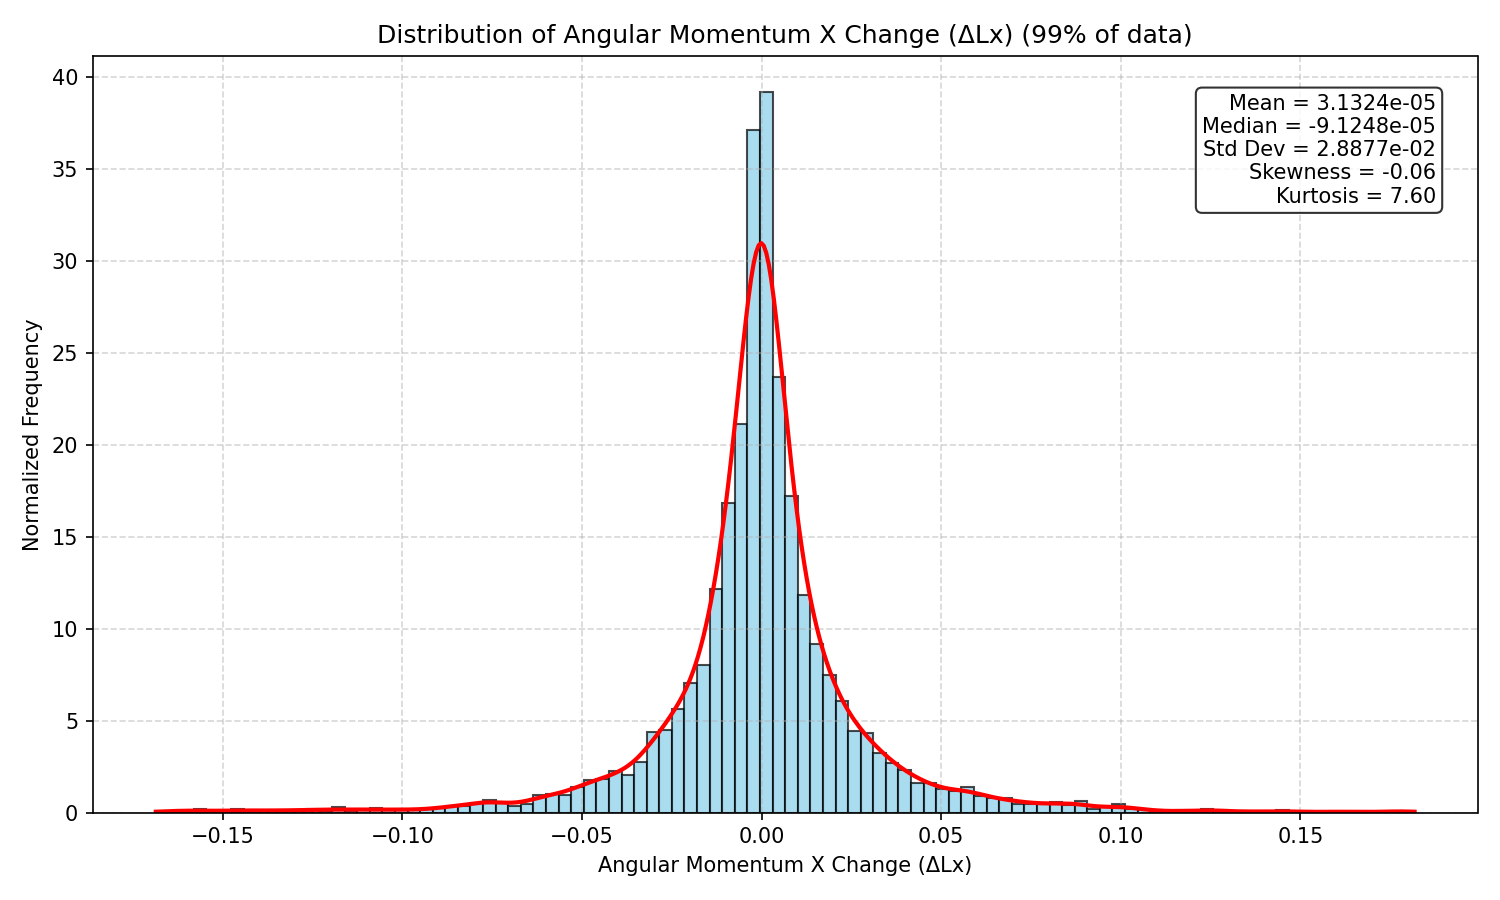 Distribution of Angular Momentum X Change (ΔLx) (99% of data)
Mean = 3.1324e-05
Median = -9.1248e-05
Std Dev = 2.8877e-02
Skewness = -0.06
Kurtosis = 7.60
Normalized Frequency
40
35
30
25
20
15
10
5
0
−0.15 −0.10 −0.05 0.00 0.05 0.10 0.15
Angular Momentum X Change (ΔLx)